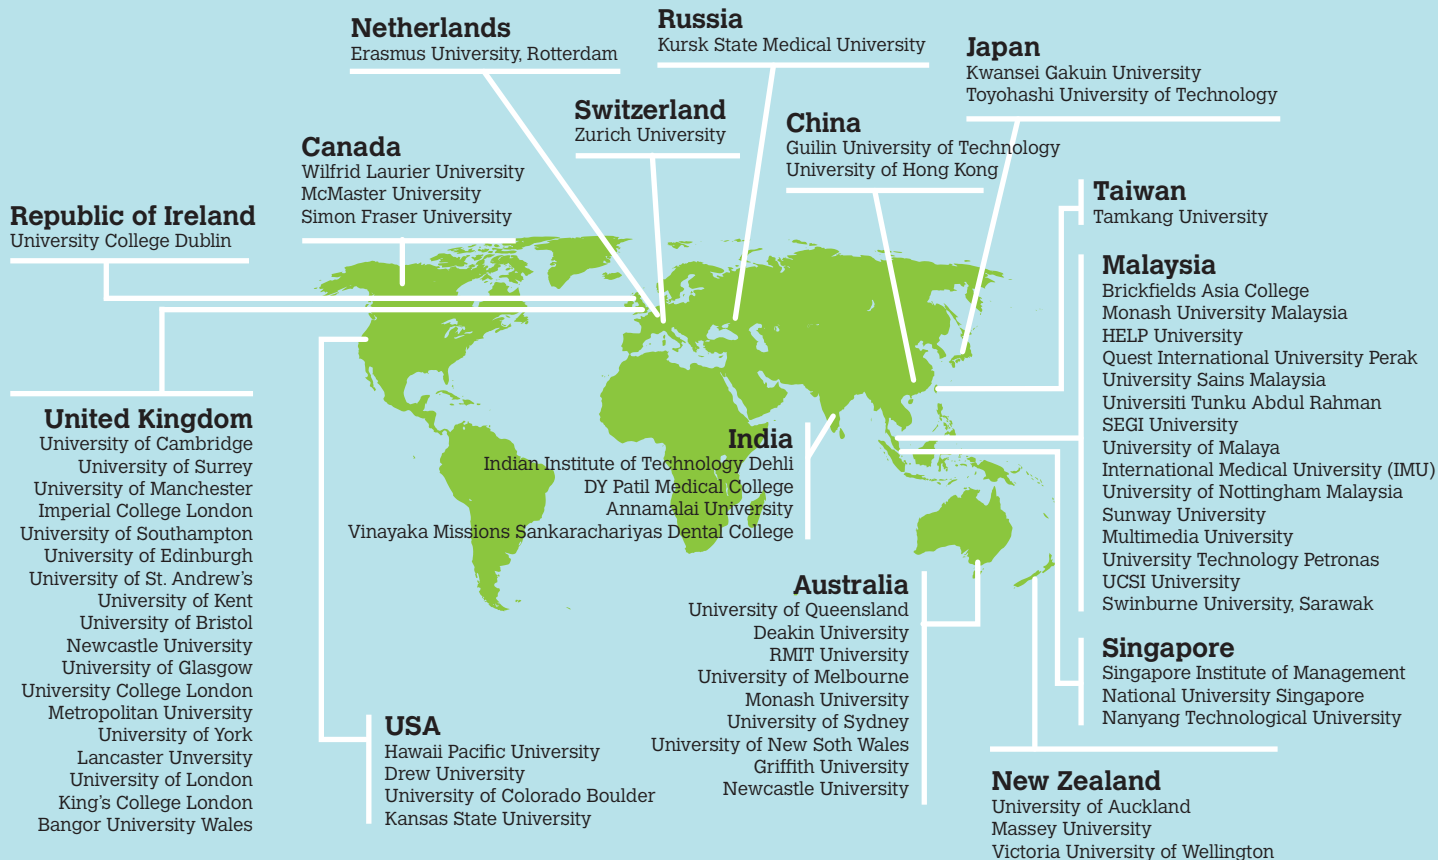 Netherlands
Erasmus University, Rotterdam
Russia
Kursk State Medical University
Japan
Kwansei Gakuin University
Toyohashi University of Technology
Switzerland
Zurich University
China
Guilin University of Technology
University of Hong Kong
Canada
Wilfrid Laurier University
McMaster University
Simon Fraser University
Republic of Ireland
University College Dublin
Taiwan
Tamkang University
Malaysia
Brickfields Asia College
Monash University Malaysia
HELP University
Quest International University Perak
University Sains Malaysia
Universiti Tunku Abdul Rahman
SEGI University
University of Malaya
International Medical University (IMU)
University of Nottingham Malaysia
Sunway University
Multimedia University
University Technology Petronas
UCSI University
Swinburne University, Sarawak
United Kingdom
University of Cambridge
University of Surrey
University of Manchester
Imperial College London
University of Southampton
University of Edinburgh
University of St. Andrew's
University of Kent
University of Bristol
Newcastle University
University of Glasgow
University College London
Metropolitan University
University of York
Lancaster Unversity
University of London
King's College London
Bangor University Wales
India
Indian Institute of Technology Dehli
DY Patil Medical College
Annamalai University
Vinayaka Missions Sankarachariyas Dental College
Australia
University of Queensland
Deakin University
RMIT University
University of Melbourne
Monash University
University of Sydney
University of New Soth Wales
Griffith University
Newcastle University
Singapore
Singapore Institute of Management
National University Singapore
Nanyang Technological University
USA
Hawaii Pacific University
Drew University
University of Colorado Boulder
Kansas State University
New Zealand
University of Auckland
Massey University
Victoria University of Wellington